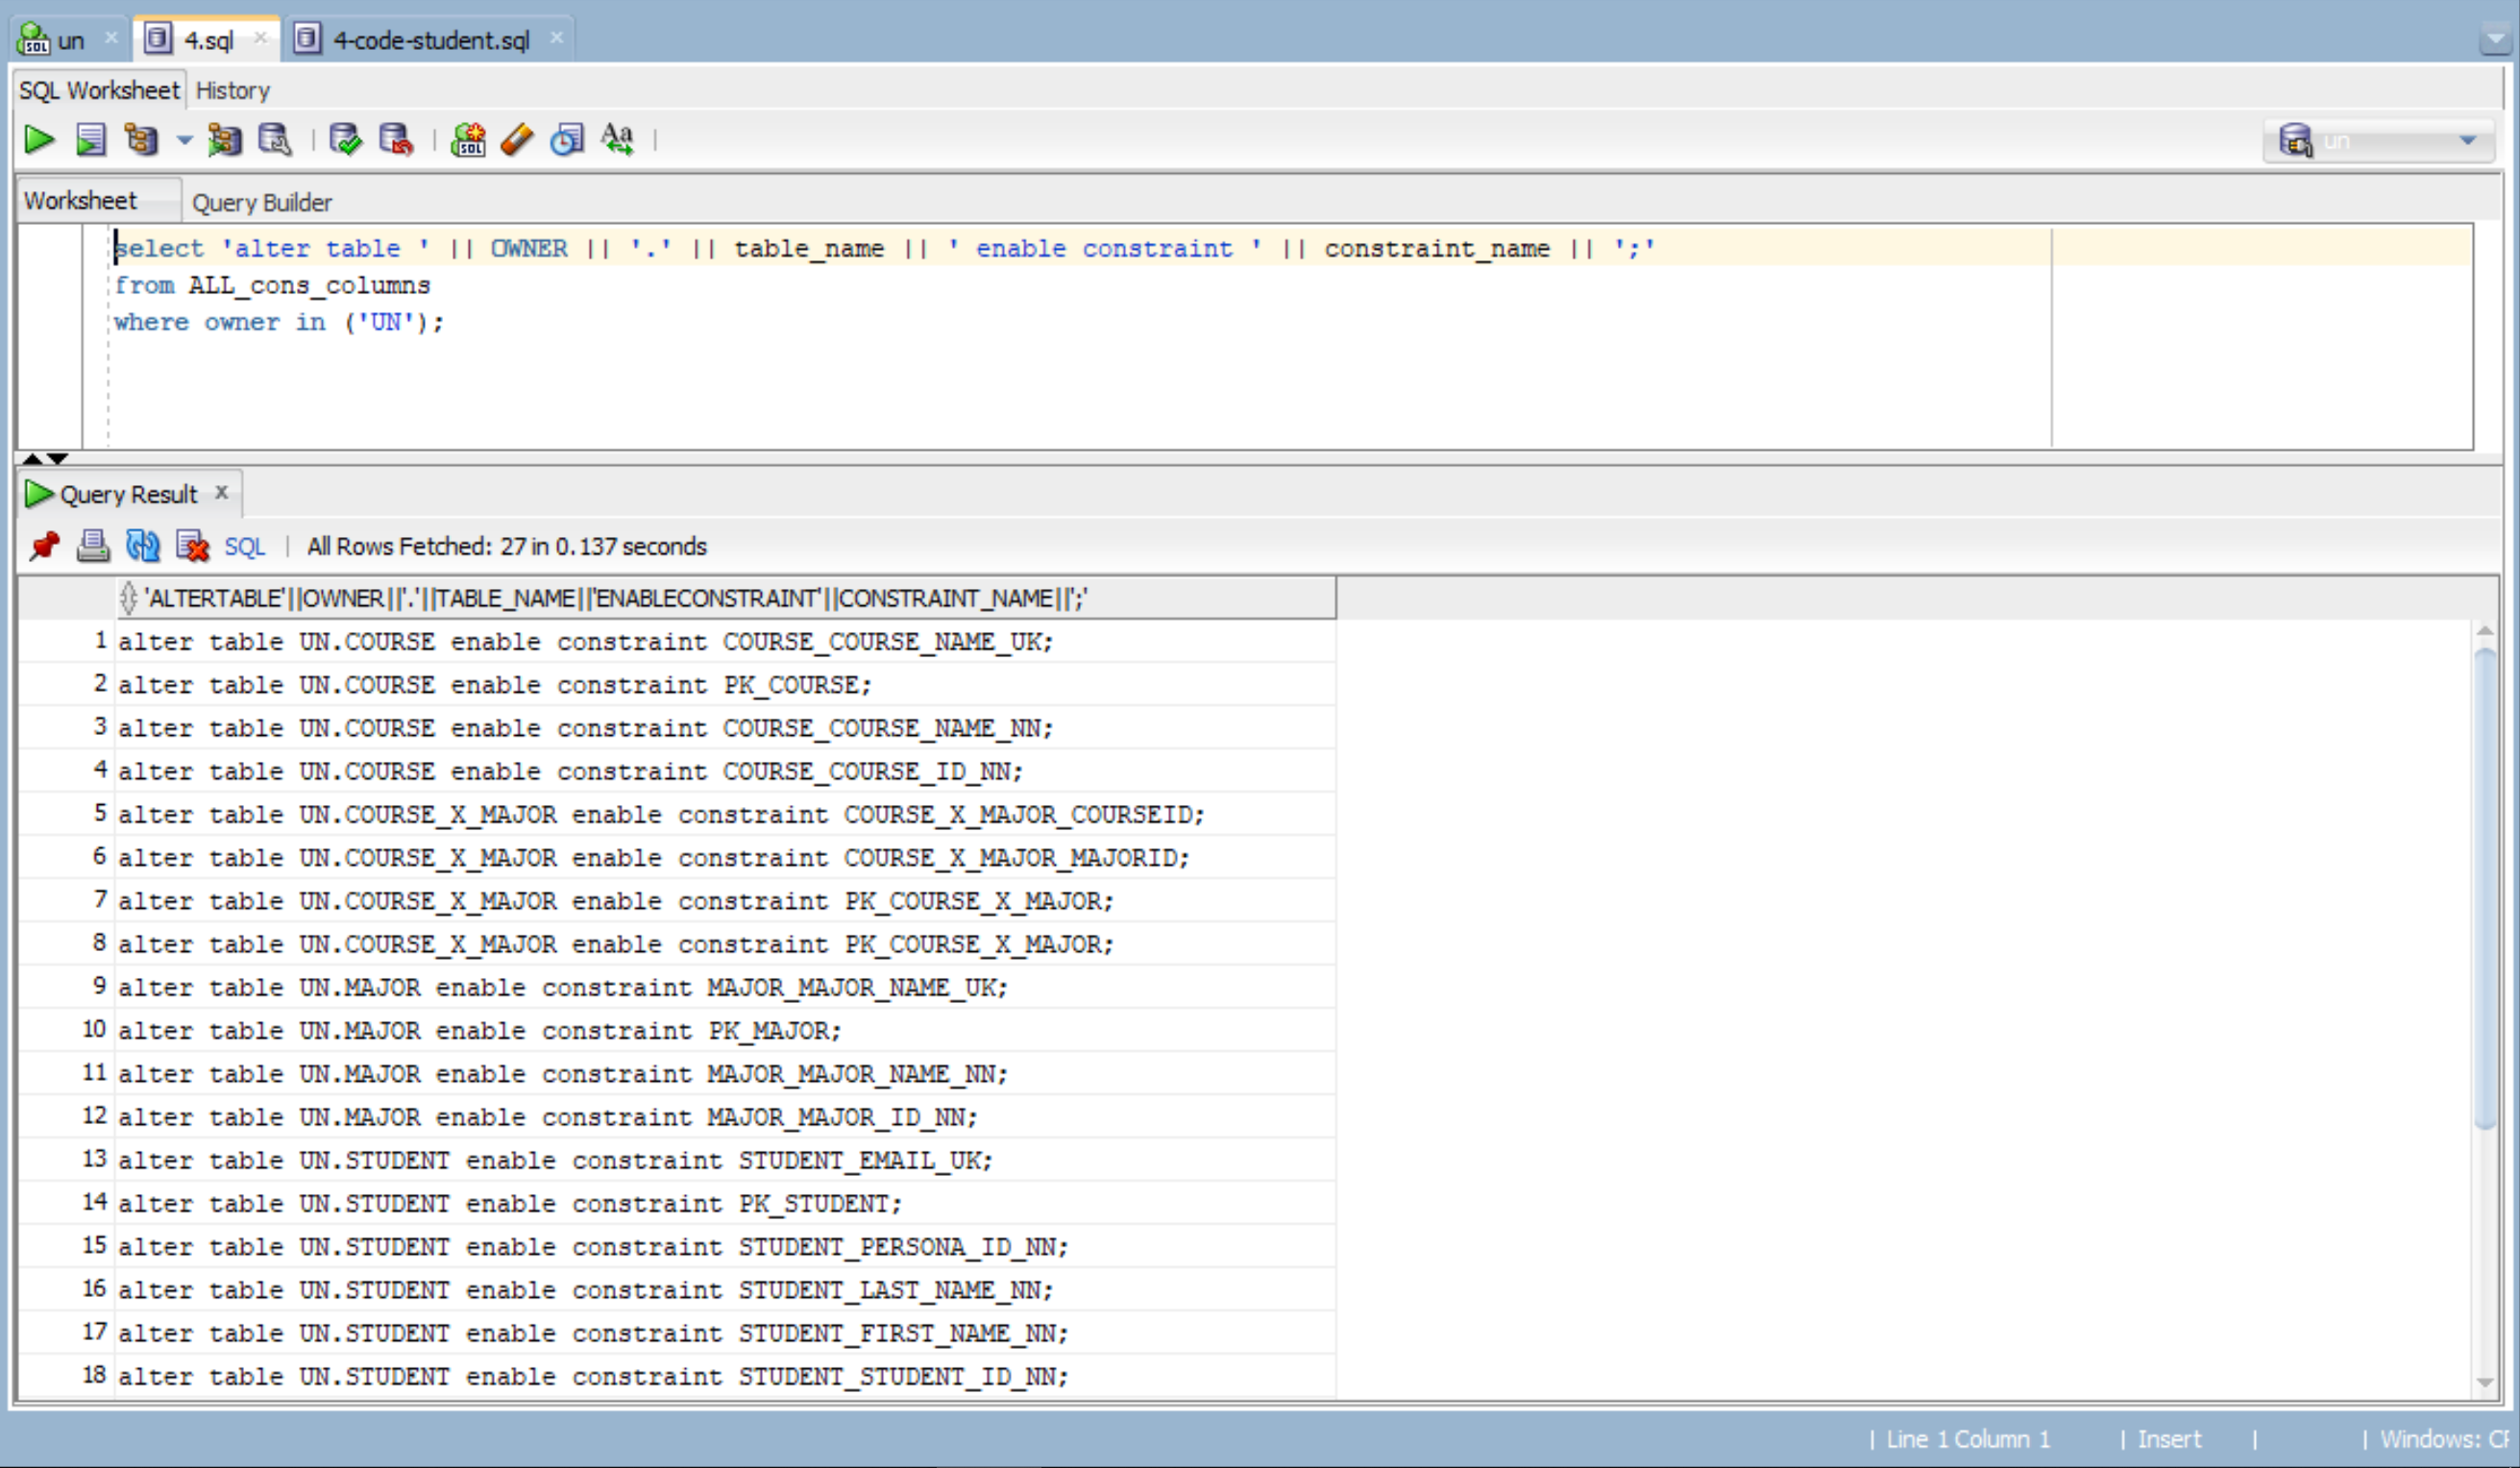 un 4.sql 4-code-student.sql
SQL Worksheet History
un
Worksheet Query Builder
select 'alter table ' || OWNER || '.' || table_name || ' enable constraint ' || constraint_name || ';'
from ALL_cons_columns
where owner in ('UN');
Query Result x
SQL | All Rows Fetched: 27 in 0.137 seconds
'ALTERTABLE'||OWNER||'.'||TABLE_NAME||'ENABLECONSTRAINT'||CONSTRAINT_NAME||';'
1 alter table UN.COURSE enable constraint COURSE_COURSE_NAME_UK;
2 alter table UN.COURSE enable constraint PK_COURSE;
3 alter table UN.COURSE enable constraint COURSE_COURSE_NAME_NN;
4 alter table UN.COURSE enable constraint COURSE_COURSE_ID_NN;
5 alter table UN.COURSE_X_MAJOR enable constraint COURSE_X_MAJOR_COURSEID;
6 alter table UN.COURSE_X_MAJOR enable constraint COURSE_X_MAJOR_MAJORID;
7 alter table UN.COURSE_X_MAJOR enable constraint PK_COURSE_X_MAJOR;
8 alter table UN.COURSE_X_MAJOR enable constraint PK_COURSE_X_MAJOR;
9 alter table UN.MAJOR enable constraint MAJOR_MAJOR_NAME_UK;
10 alter table UN.MAJOR enable constraint PK_MAJOR;
11 alter table UN.MAJOR enable constraint MAJOR_MAJOR_NAME_NN;
12 alter table UN.MAJOR enable constraint MAJOR_MAJOR_ID_NN;
13 alter table UN.STUDENT enable constraint STUDENT_EMAIL_UK;
14 alter table UN.STUDENT enable constraint PK_STUDENT;
15 alter table UN.STUDENT enable constraint STUDENT_PERSONA_ID_NN;
16 alter table UN.STUDENT enable constraint STUDENT_LAST_NAME_NN;
17 alter table UN.STUDENT enable constraint STUDENT_FIRST_NAME_NN;
18 alter table UN.STUDENT enable constraint STUDENT_STUDENT_ID_NN;
| Line 1 Column 1 | Insert | | Windows: